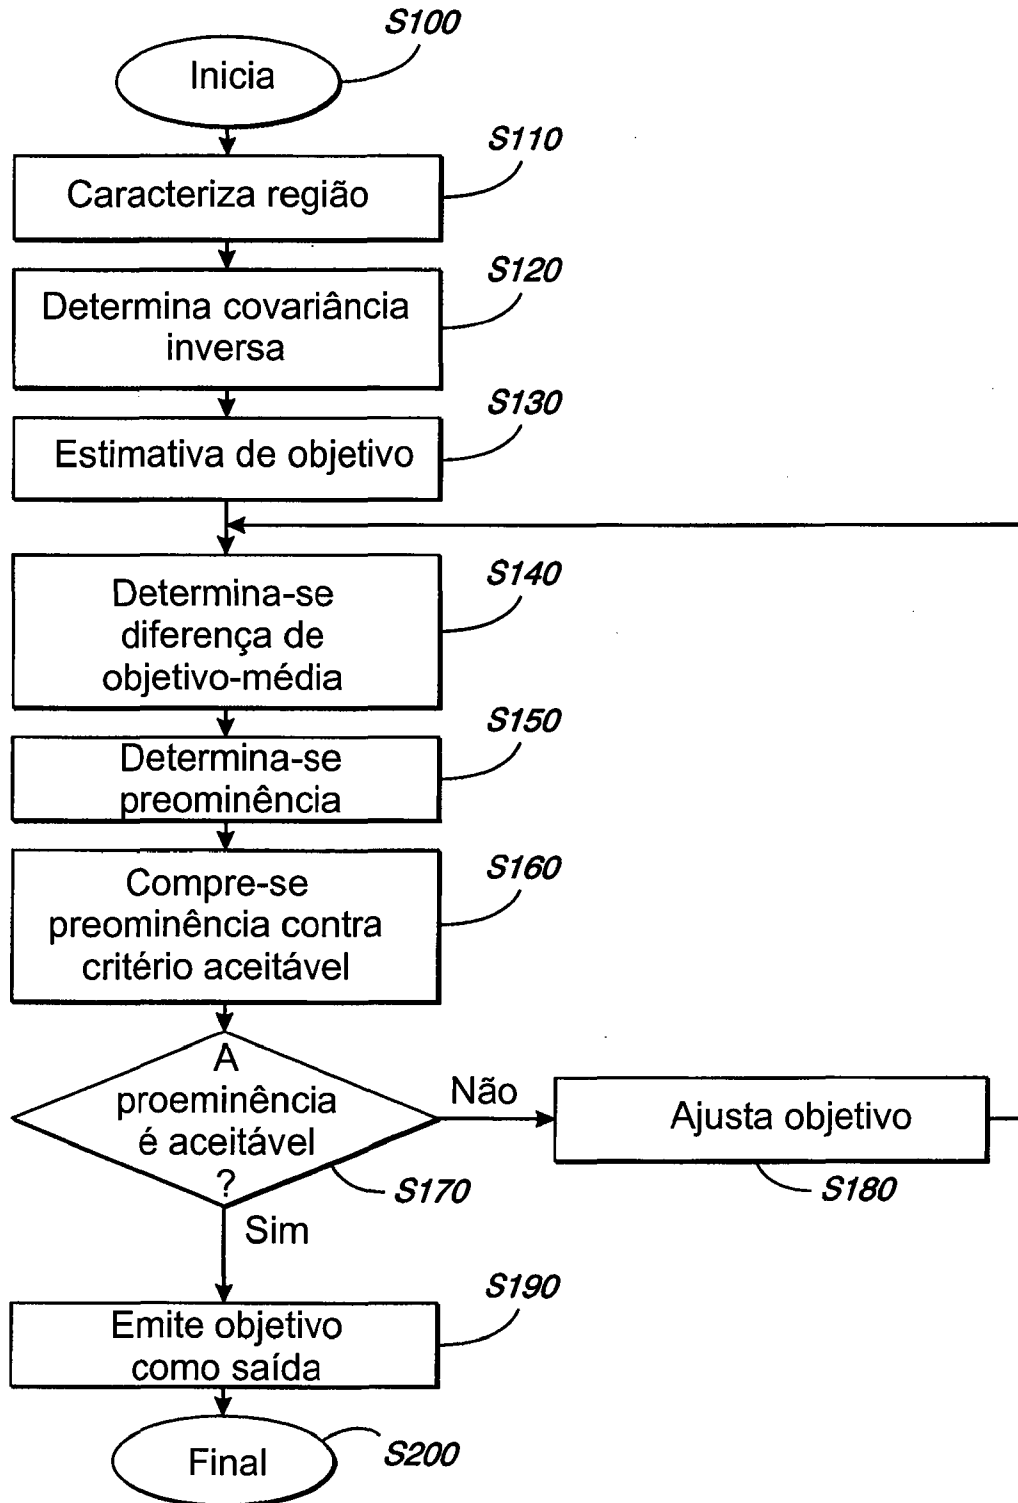 S100
Inicia
S110
Caracteriza região
S120
Determina covariância
inversa
S130
Estimativa de objetivo
S140
Determina-se
diferença de
objetivo-média
S150
Determina-se
preominência
S160
Compre-se
preominência contra
critério aceitável
A
proeminência
é aceitável
?
Não
Ajusta objetivo
S170
S180
Sim
S190
Emite objetivo
como saída
Final
S200